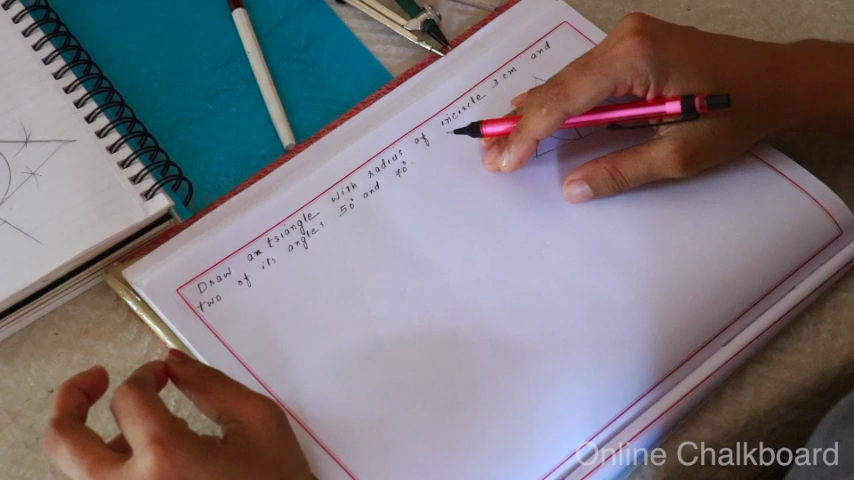 Draw an triangle with radius of incircle 3 cm and
two of its angles 50° and 70°.
Online Chalkboard